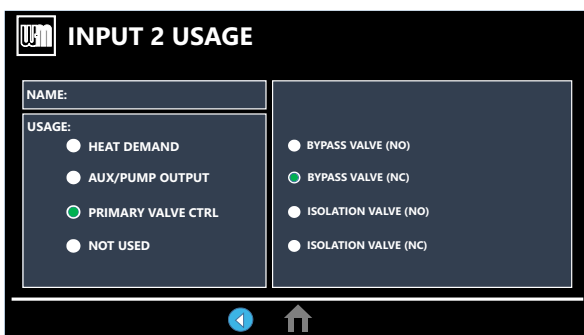 WM INPUT 2 USAGE
NAME:
USAGE:
HEAT DEMAND
AUX/PUMP OUTPUT
PRIMARY VALVE CTRL
NOT USED
BYPASS VALVE (NO)
BYPASS VALVE (NC)
ISOLATION VALVE (NO)
ISOLATION VALVE (NC)